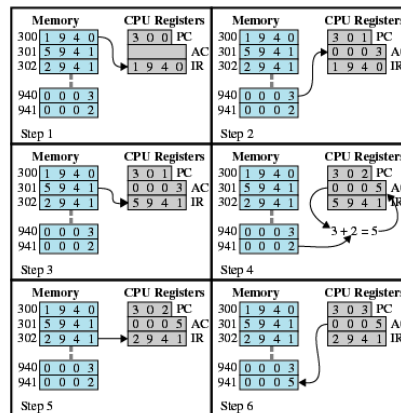 Memory CPU Registers
300 1 9 4 0 3 0 0 PC
301 5 9 4 1 AC
302 2 9 4 1 1 9 4 0 IR
940 0 0 0 3
941 0 0 0 2
Step 1
Memory CPU Registers
300 1 9 4 0 3 0 1 PC
301 5 9 4 1 0 0 0 3 AC
302 2 9 4 1 1 9 4 0 IR
940 0 0 0 3
941 0 0 0 2
Step 2
Memory CPU Registers
300 1 9 4 0 3 0 1 PC
301 5 9 4 1 0 0 0 3 AC
302 2 9 4 1 5 9 4 1 IR
940 0 0 0 3
941 0 0 0 2
Step 3
Memory CPU Registers
300 1 9 4 0 3 0 2 PC
301 5 9 4 1 0 0 0 5 AC
302 2 9 4 1 5 9 4 1 IR
3 + 2 = 5
940 0 0 0 3
941 0 0 0 2
Step 4
Memory CPU Registers
300 1 9 4 0 3 0 2 PC
301 5 9 4 1 0 0 0 5 AC
302 2 9 4 1 2 9 4 1 IR
940 0 0 0 3
941 0 0 0 2
Step 5
Memory CPU Registers
300 1 9 4 0 3 0 3 PC
301 5 9 4 1 0 0 0 5 AC
302 2 9 4 1 2 9 4 1 IR
940 0 0 0 3
941 0 0 0 5
Step 6